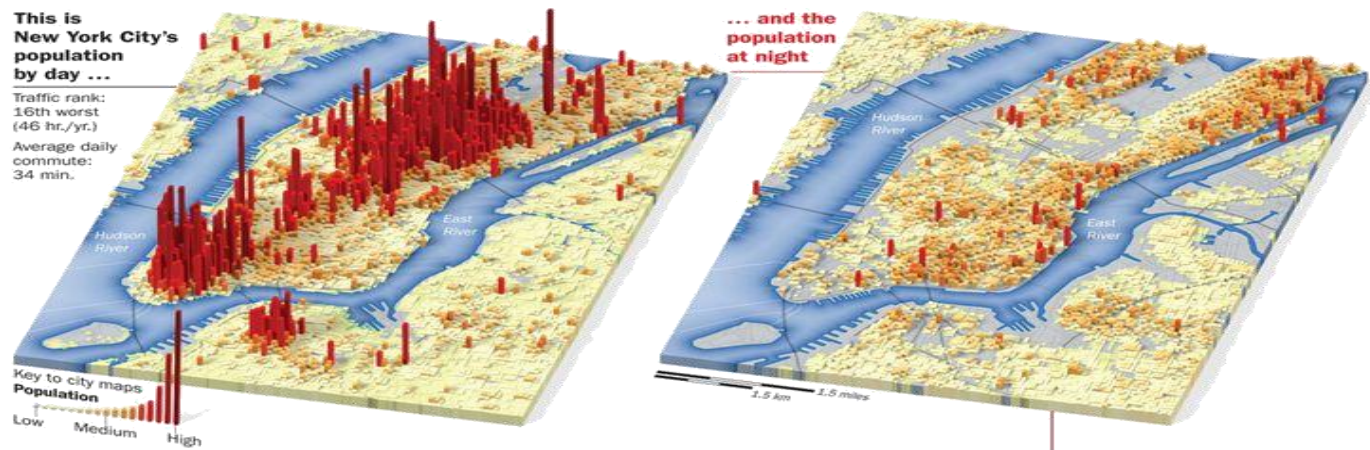 This is
New York City's
population
by day ...
Traffic rank:
16th worst
(46 hr./yr.)
Average daily
commute:
34 min.
Hudson
River
East
River
Key to city maps
Population
Low
Medium
High
... and the
population
at night
Hudson
River
East
River
1.5 km
1.5 miles